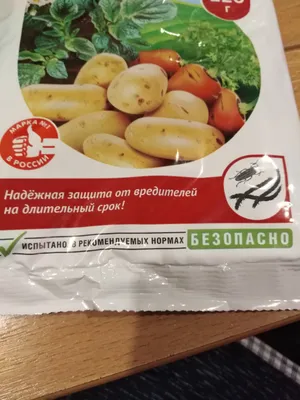 г
МАРКА №1
В РОССИИ
Надёжная защита от вредителей
на длительный срок!
ИСПЫТАНО В РЕКОМЕНДУЕМЫХ НОРМАХ БЕЗОПАСНО